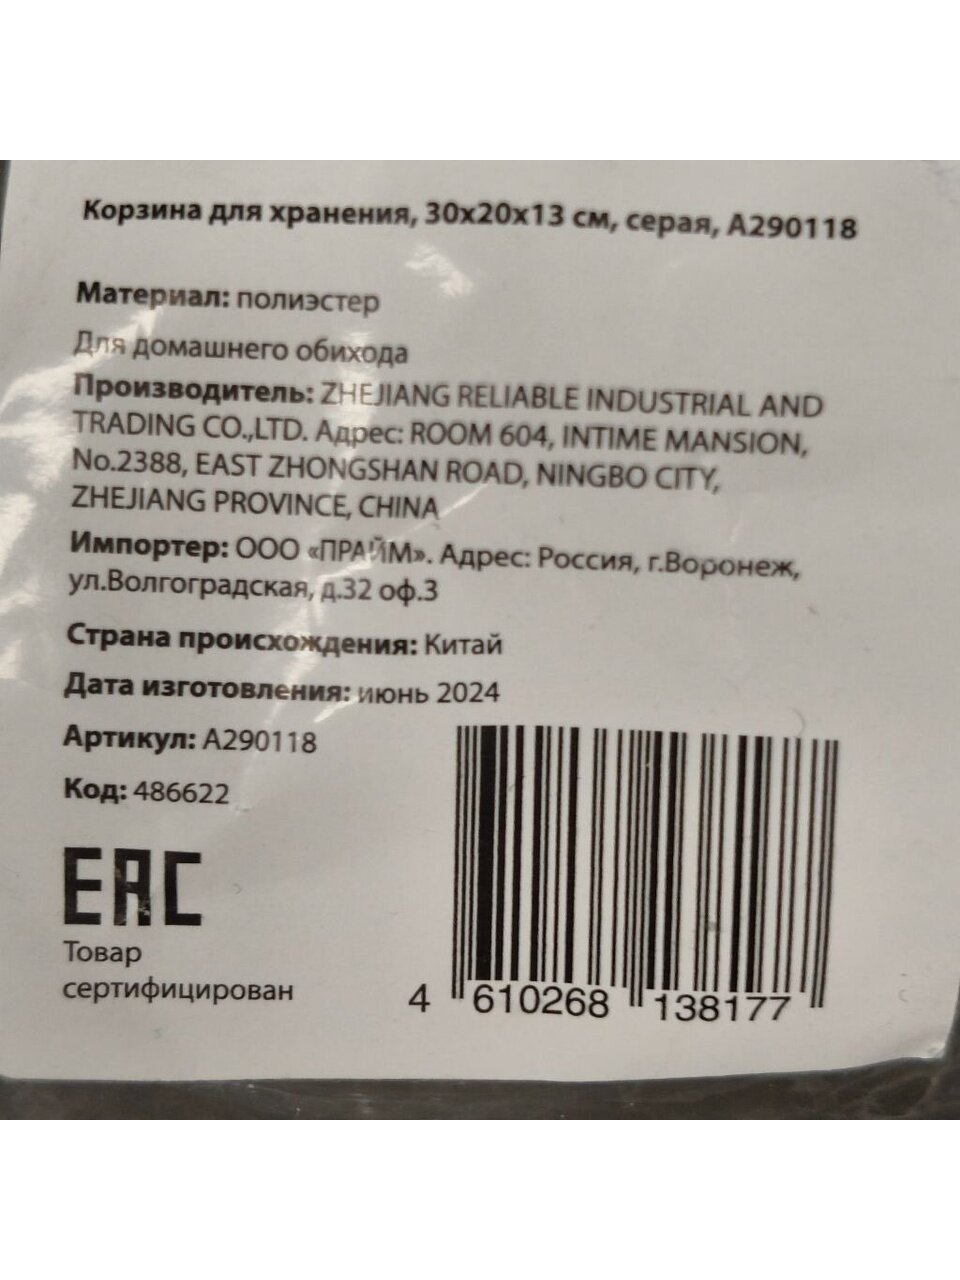 Корзина для хранения, 30х20х13 см, серая, А290118
Материал: полиэстер
Для домашнего обихода
Производитель: ZHEJIANG RELIABLE INDUSTRIAL AND
TRADING CO.,LTD. Адрес: ROOM 604, INTIME MANSION,
No.2388, EAST ZHONGSHAN ROAD, NINGBO CITY,
ZHEJIANG PROVINCE, CHINA
Импортер: ООО «ПРАЙМ». Адрес: Россия, г.Воронеж,
ул.Волгоградская, д.32 оф.3
Страна происхождения: Китай
Дата изготовления: июнь 2024
Артикул: А290118
Код: 486622
EAC
Товар
сертифицирован
4 610268 138177